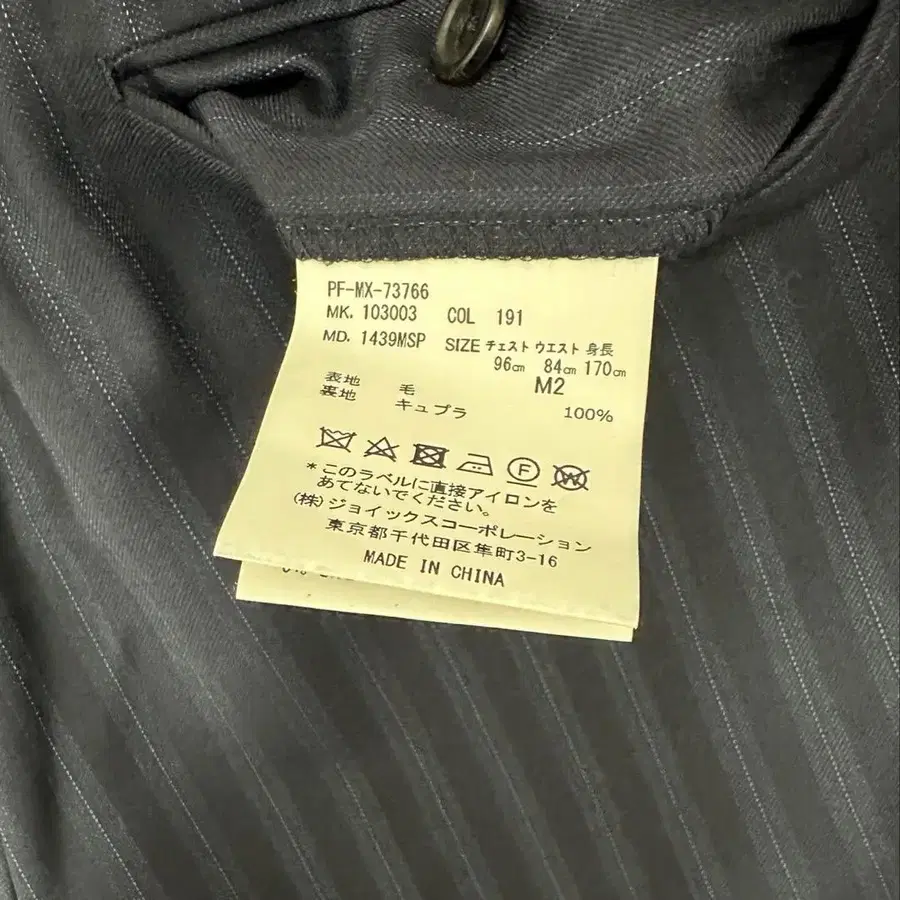 PF-MX-73766
MK. 103003 COL 191
MD. 1439MSP SIZE チェスト ウエスト 身長
96cm 84cm 170cm
M2
表地 毛
裏地 キュプラ 100%
*このラベルに直接アイロンを
あてないでください。
(株)ジョイックスコーポレーション
東京都千代田区隼町3-16
MADE IN CHINA